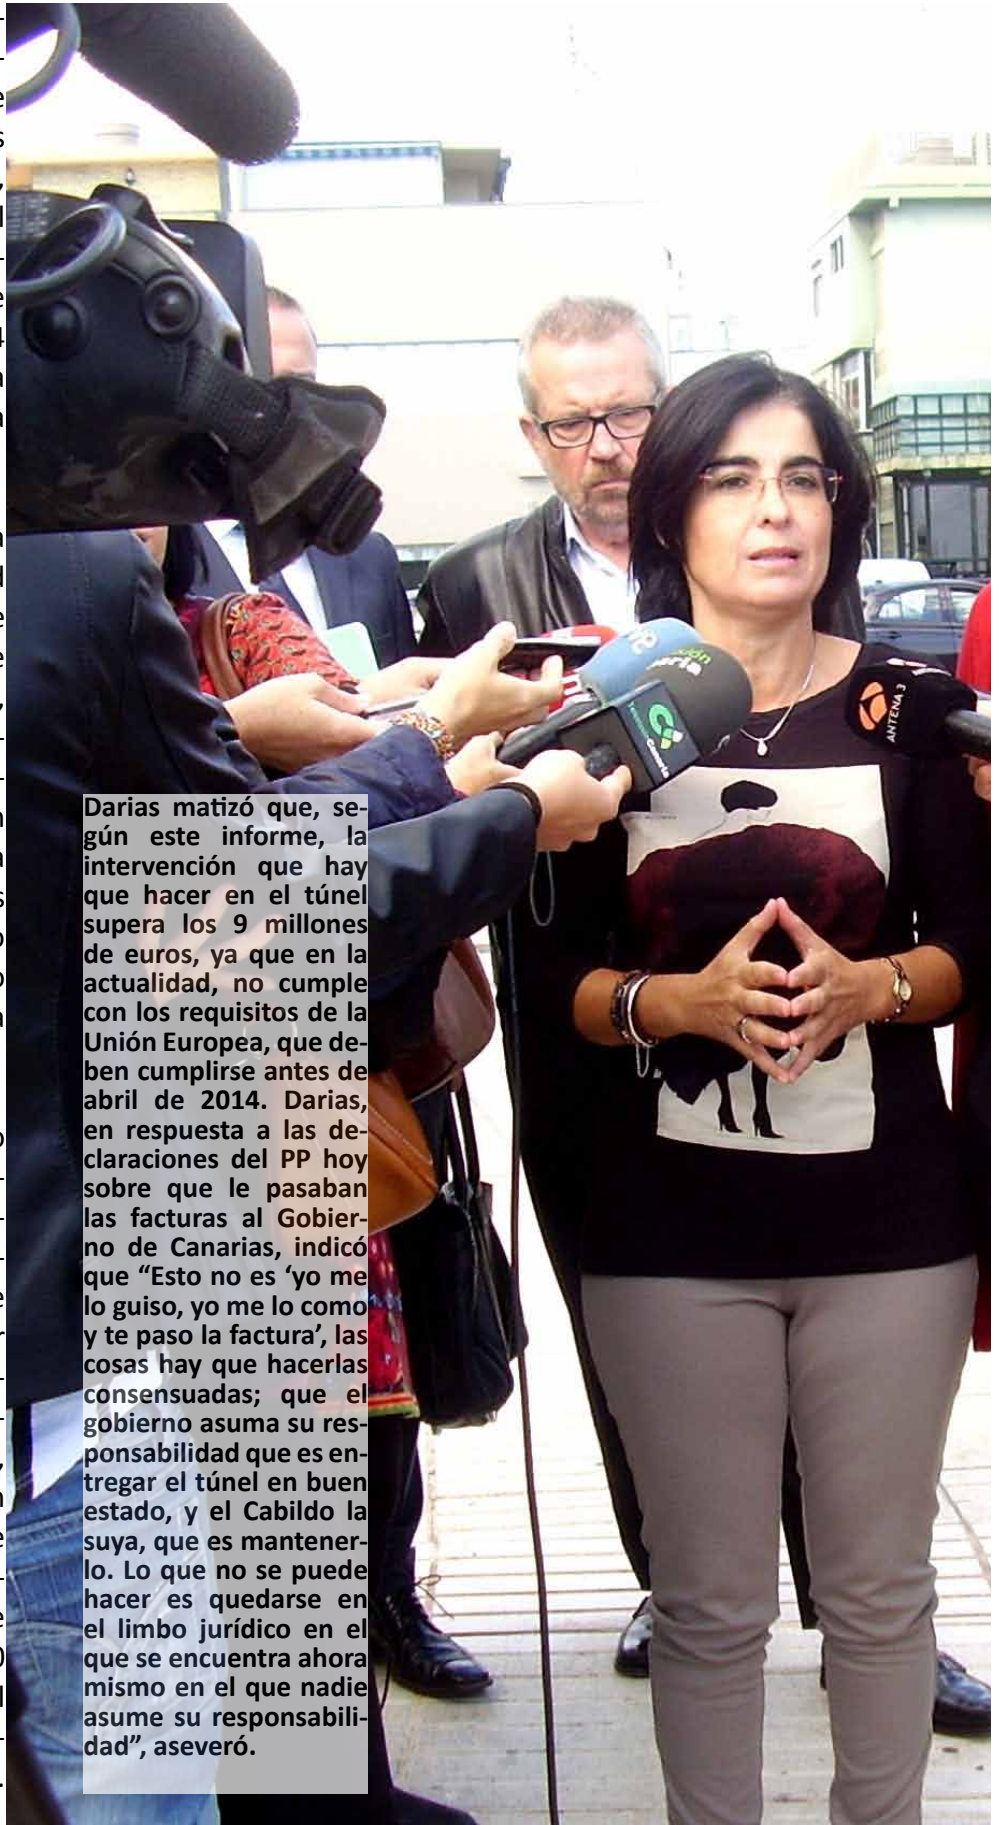 Darias matizó que, se-
gún este informe, la
intervención que hay
que hacer en el túnel
supera los 9 millones
de euros, ya que en la
actualidad, no cumple
con los requisitos de la
Unión Europea, que de-
ben cumplirse antes de
abril de 2014. Darias,
en respuesta a las de-
claraciones del PP hoy
sobre que le pasaban
las facturas al Gobier-
no de Canarias, indicó
que “Esto no es ‘yo me
lo guiso, yo me lo como
y te paso la factura’, las
cosas hay que hacerlas
consensuadas; que el
gobierno asuma su res-
ponsabilidad que es en-
tregar el túnel en buen
estado, y el Cabildo la
suya, que es mantener-
lo. Lo que no se puede
hacer es quedarse en
el limbo jurídico en el
que se encuentra ahora
mismo en el que nadie
asume su responsabili-
dad”, aseveró.
ANTENA 3